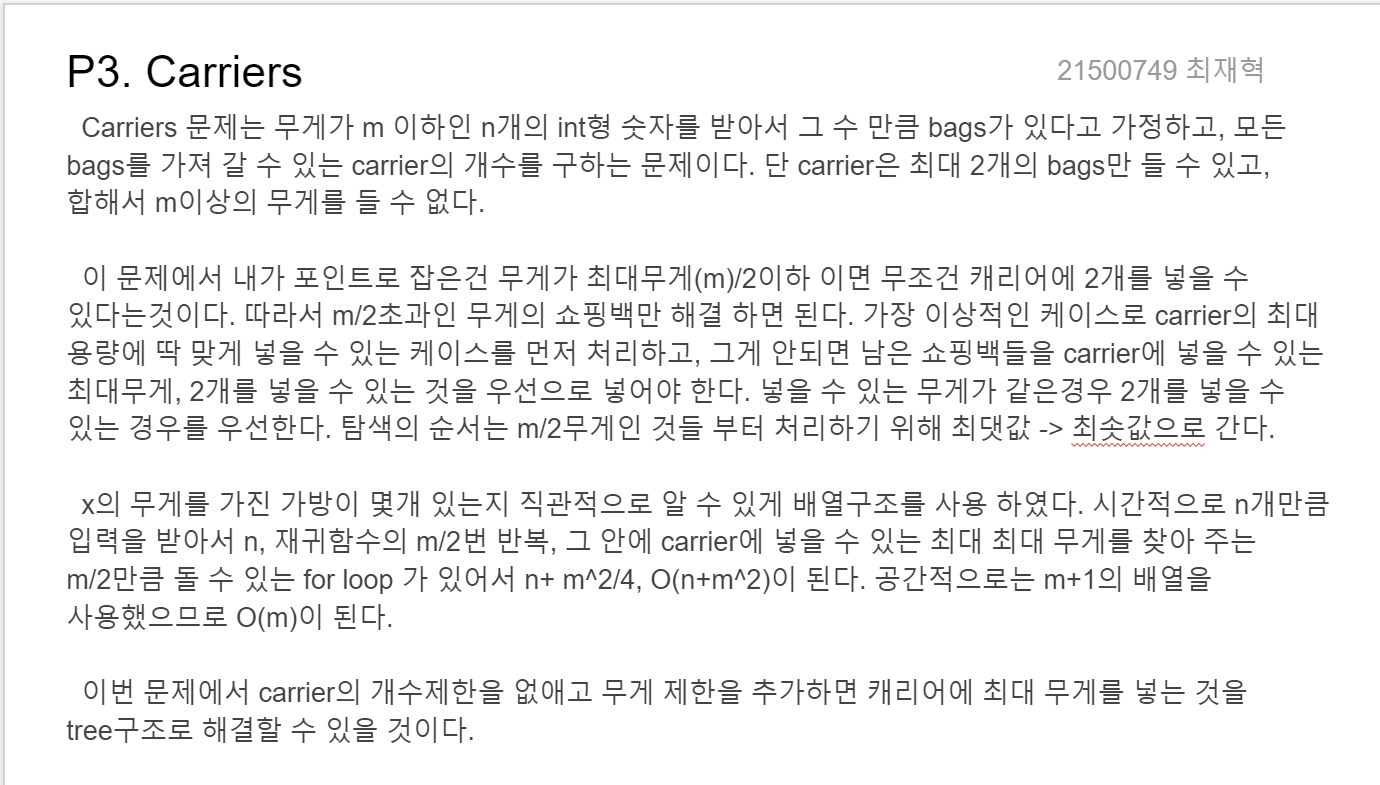 P3. Carriers
21500749 최재혁
Carriers 문제는 무게가 m 이하인 n개의 int형 숫자를 받아서 그 수 만큼 bags가 있다고 가정하고, 모든
bags를 가져 갈 수 있는 carrier의 개수를 구하는 문제이다. 단 carrier은 최대 2개의 bags만 들 수 있고,
합해서 m이상의 무게를 들 수 없다.
이 문제에서 내가 포인트로 잡은건 무게가 최대무게(m)/2이하 이면 무조건 캐리어에 2개를 넣을 수
있다는것이다. 따라서 m/2초과인 무게의 쇼핑백만 해결 하면 된다. 가장 이상적인 케이스로 carrier의 최대
용량에 딱 맞게 넣을 수 있는 케이스를 먼저 처리하고, 그게 안되면 남은 쇼핑백들을 carrier에 넣을 수 있는
최대무게, 2개를 넣을 수 있는 것을 우선으로 넣어야 한다. 넣을 수 있는 무게가 같은경우 2개를 넣을 수
있는 경우를 우선한다. 탐색의 순서는 m/2무게인 것들 부터 처리하기 위해 최댓값 -> 최솟값으로 간다.
x의 무게를 가진 가방이 몇개 있는지 직관적으로 알 수 있게 배열구조를 사용 하였다. 시간적으로 n개만큼
입력을 받아서 n, 재귀함수의 m/2번 반복, 그 안에 carrier에 넣을 수 있는 최대 최대 무게를 찾아 주는
m/2만큼 돌 수 있는 for loop 가 있어서 n+ m^2/4, O(n+m^2)이 된다. 공간적으로는 m+1의 배열을
사용했으므로 O(m)이 된다.
이번 문제에서 carrier의 개수제한을 없애고 무게 제한을 추가하면 캐리어에 최대 무게를 넣는 것을
tree구조로 해결할 수 있을 것이다.